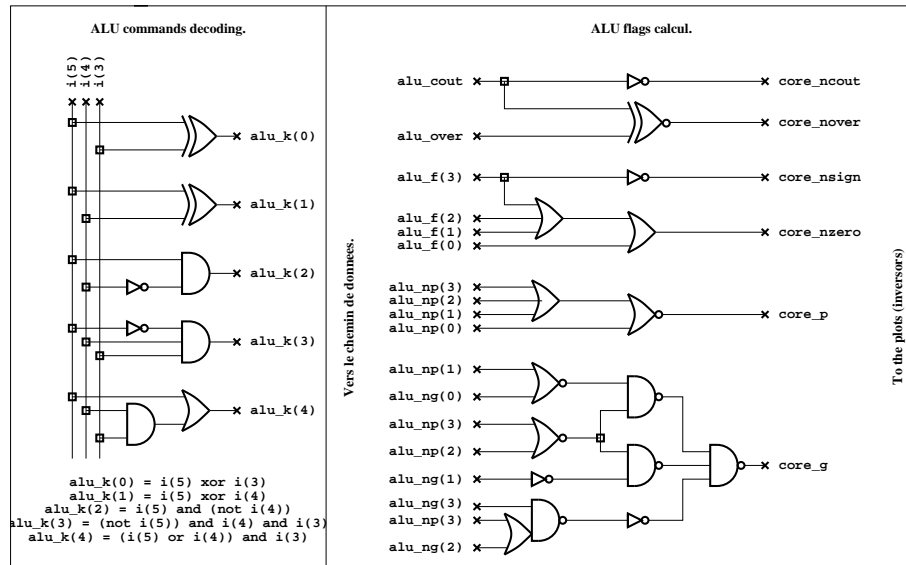 ALU commands decoding.
i(5)
i(4)
i(3)
alu_k(0)
alu_k(1)
alu_k(2)
alu_k(3)
alu_k(4)
alu_k(0) = i(5) xor i(3)
alu_k(1) = i(5) xor i(4)
alu_k(2) = i(5) and (not i(4))
alu_k(3) = (not i(5)) and i(4) and i(3)
alu_k(4) = (i(5) or i(4)) and i(3)
Vers le chemin de donnees.
ALU flags calcul.
alu_cout
core_ncout
core_nover
alu_over
alu_f(3)
core_nsign
alu_f(2)
alu_f(1)
core_nzero
alu_f(0)
alu_np(3)
alu_np(2)
alu_np(1)
core_p
alu_np(0)
alu_np(1)
alu_ng(0)
alu_np(3)
alu_np(2)
core_g
alu_ng(1)
alu_ng(3)
alu_np(3)
alu_ng(2)
To the plots (inversors)